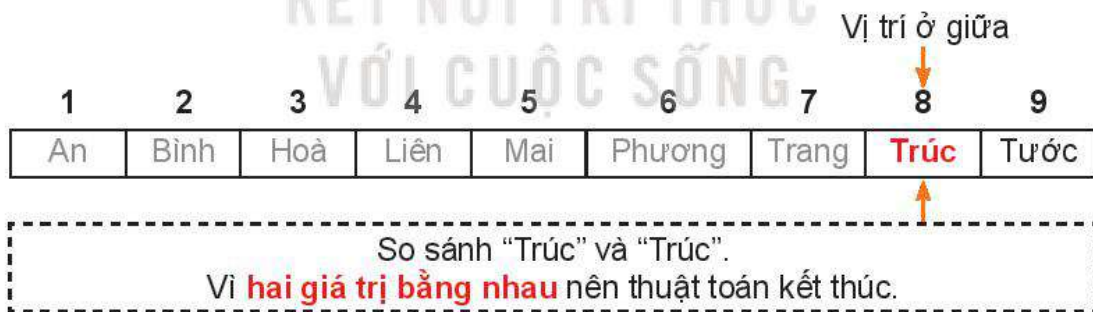 KẾT NỐI TRI THỨC
VỚI CUỘC SỐNG
Vị trí ở giữa
1 2 3 4 5 6 7 8 9
An Bình Hoà Liên Mai Phương Trang Trúc Tước
So sánh “Trúc” và “Trúc”.
Vì hai giá trị bằng nhau nên thuật toán kết thúc.